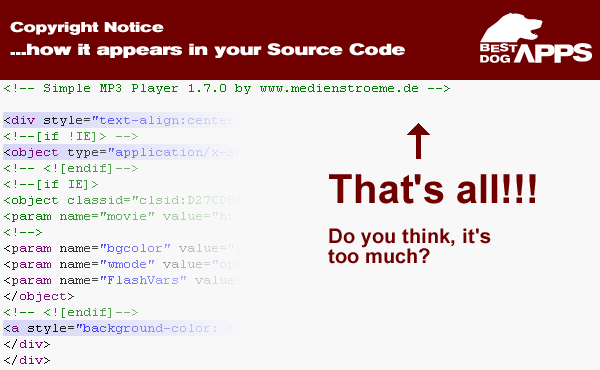 Copyright Notice
...how it appears in your Source Code
BEST DOG APPS
<!-- Simple MP3 Player 1.7.0 by www.medienstroeme.de -->
<div style="text-align:center
<!--[if !IE]> -->
<object type="application/x-s
<!-- <![endif]-->
<!--[if IE]>
<object classid="clsid:D27CDB
<param name="movie" value="h
<!-->
<param name="bgcolor" value="
<param name="wmode" value="op
<param name="FlashVars" value=
</object>
<!-- <![endif]-->
<a style="background-color: t
</div>
</div>
That's all!!!
Do you think, it's
too much?